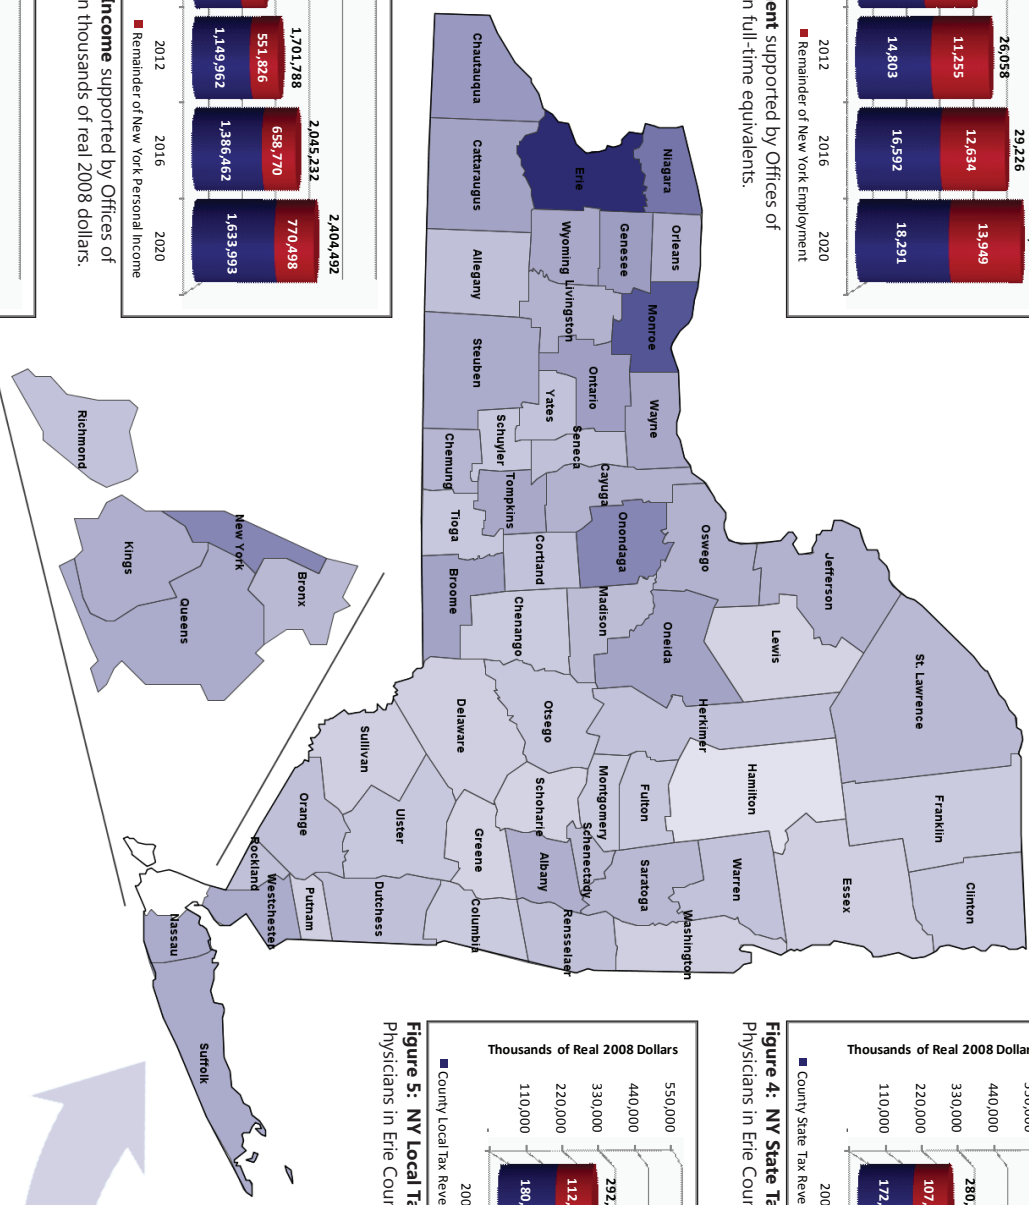 29,226
26,058
13,949
12,634
11,255
18,291
16,592
14,803
2012 2016 2020
Remainder of New York Employment
ent supported by Offices of
n full-time equivalents.
2,404,492
2,045,232
1,701,788
770,498
658,770
551,826
1,633,993
1,386,462
1,149,962
2012 2016 2020
Remainder of New York Personal Income
Income supported by Offices of
n thousands of real 2008 dollars.
Clinton
Franklin
St. Lawrence
Essex
Jefferson
Lewis
Hamilton
Warren
Herkimer
Oswego
Washington
Niagara
Orleans
Monroe
Wayne
Oneida
Fulton
Saratoga
Genesee
Onondaga
Cayuga
Madison
Montgomery
Schenectady
Erie
Wyoming
Livingston
Ontario
Seneca
Yates
Rensselaer
Otsego
Schoharie
Albany
Cortland
Chenango
Tompkins
Schuyler
Chautauqua
Cattaraugus
Allegany
Steuben
Chemung
Tioga
Broome
Delaware
Greene
Columbia
Ulster
Dutchess
Sullivan
Orange
Putnam
Rockland
Westchester
Bronx
New York
Queens
Kings
Richmond
Nassau
Suffolk
Thousands of Real 2008 Dollar
440,000
330,000
220,000
110,000
-
280,
107,
172,
200
County State Tax Reve
Figure 4: NY State Ta
Physicians in Erie Cour
Thousands of Real 2008 Dollars
550,000
440,000
330,000
220,000
110,000
-
292,
112,
180,
200
County Local Tax Reve
Figure 5: NY Local Ta
Physicians in Erie Cour